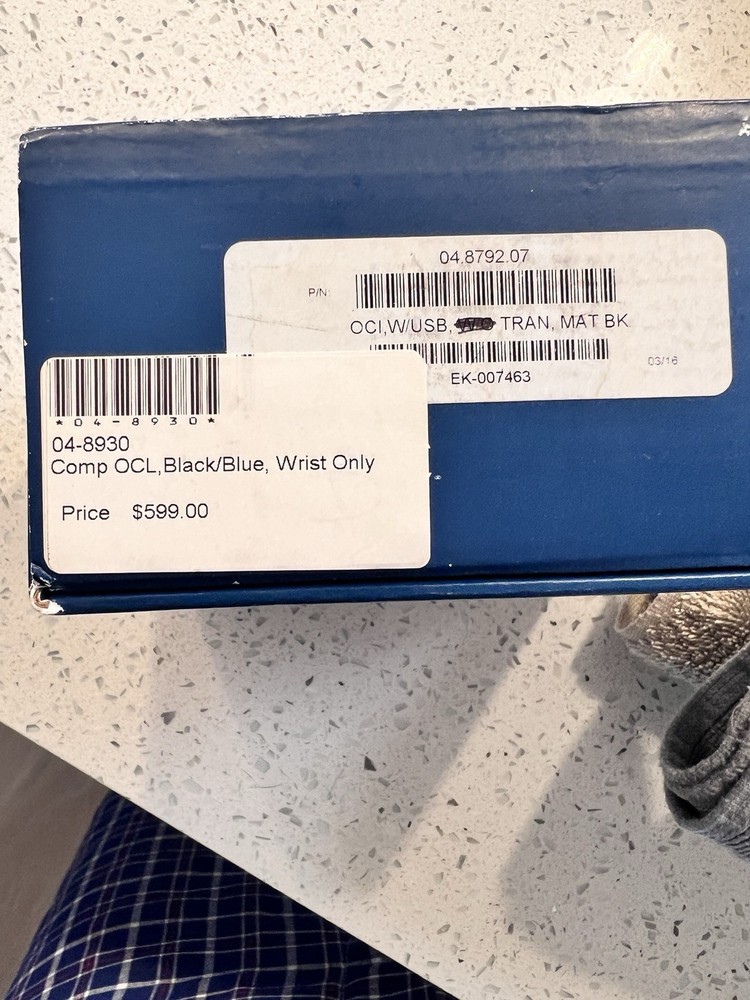 04.8792.07
P/N:
OCI,W/USB, TRAN, MAT BK
03/16
EK-007463
*04-8930*
04-8930
Comp OCL,Black/Blue, Wrist Only
Price $599.00